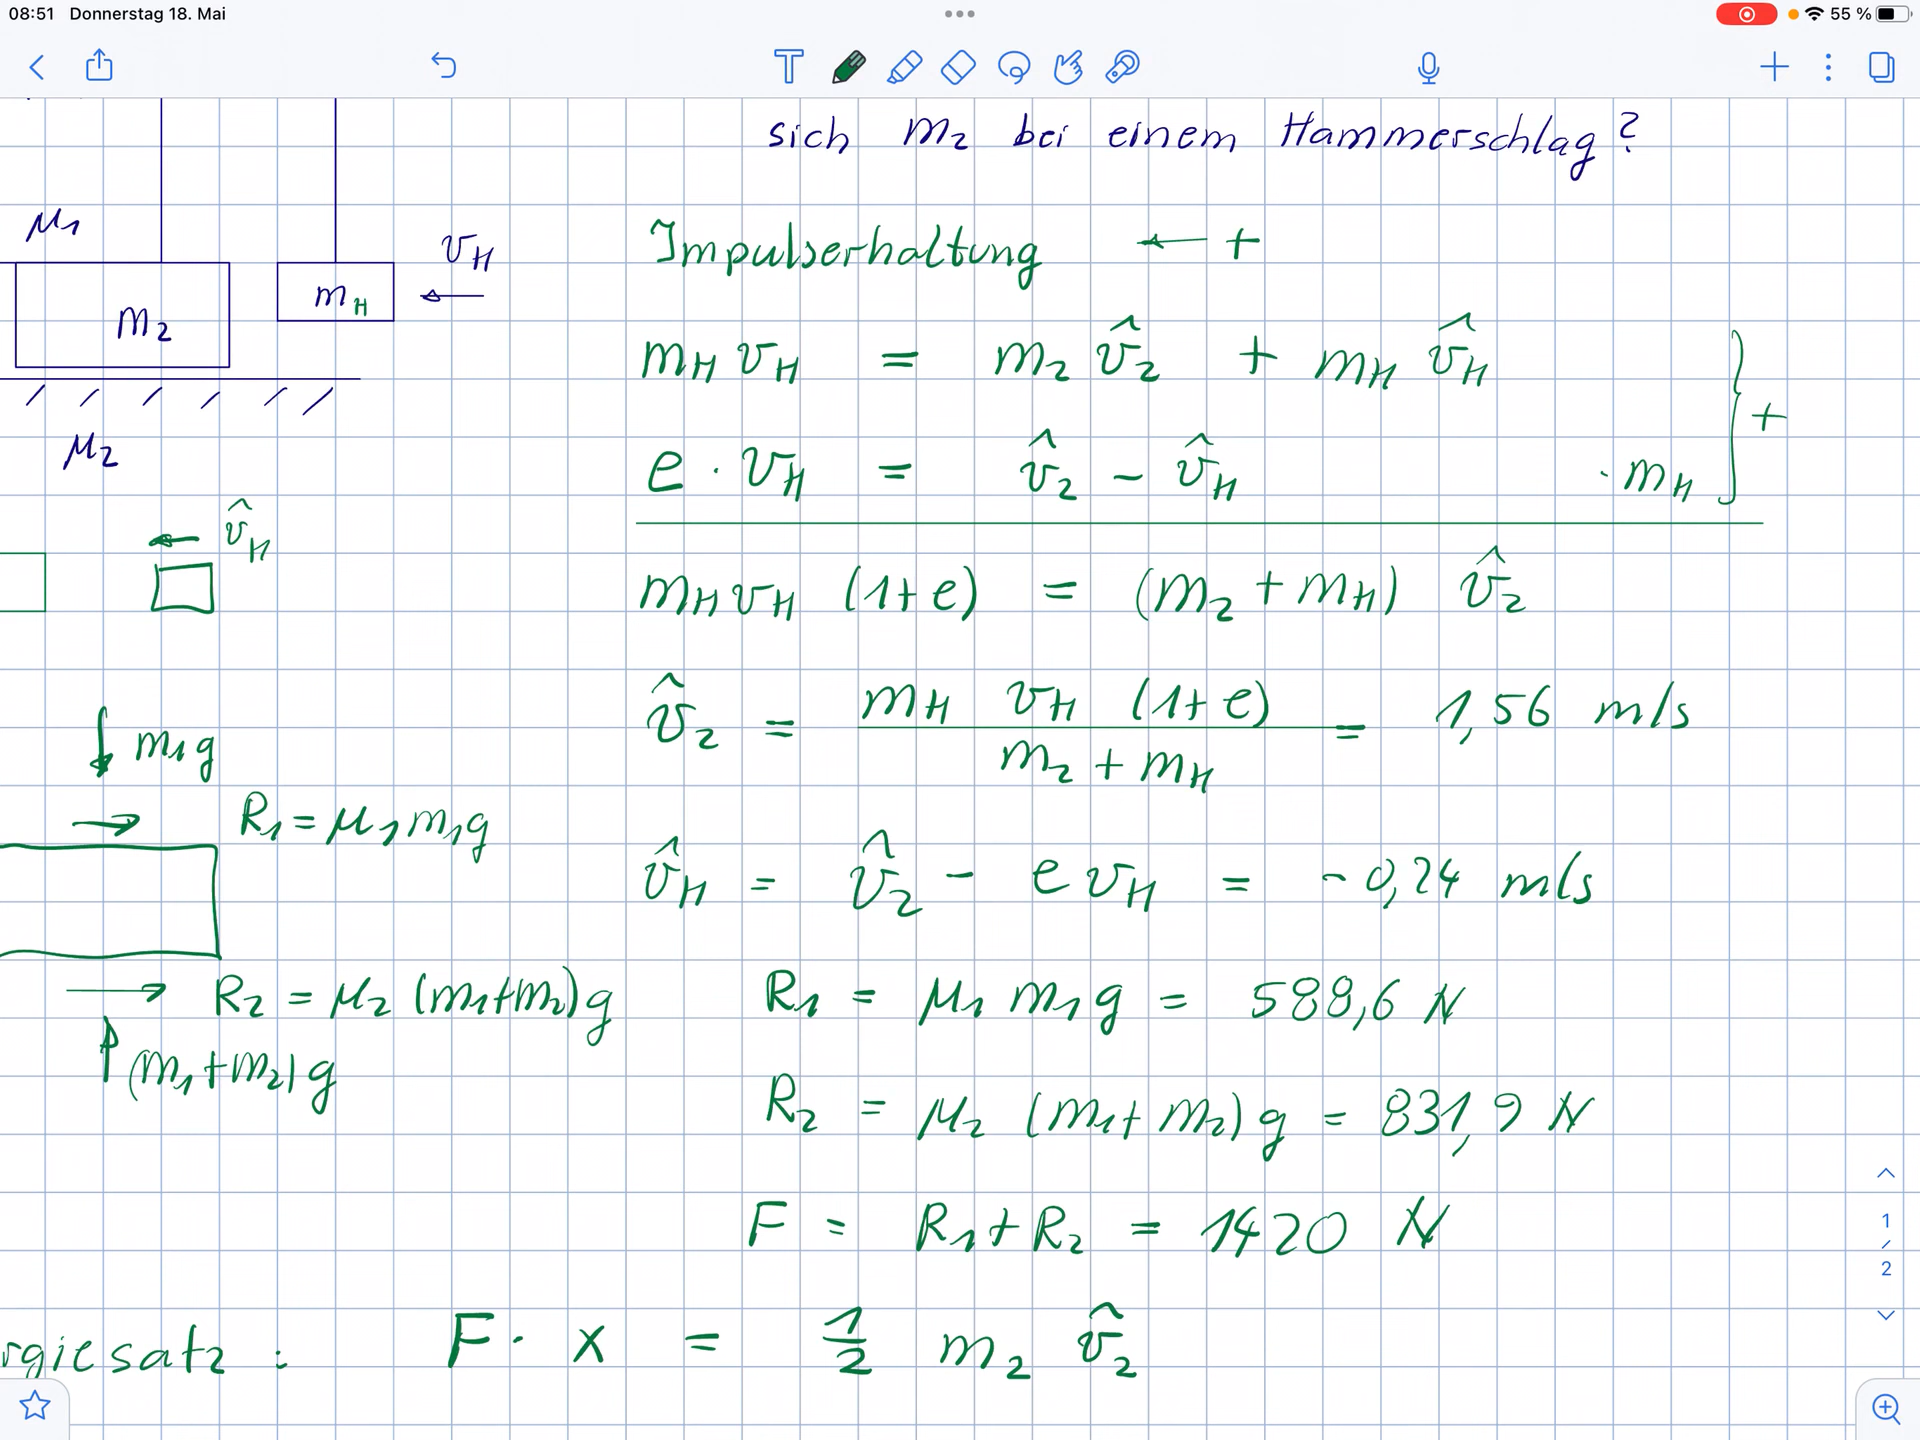 08:51 Donnerstag 18. Mai
55 %
sich m₂ bei einem Hammerschlag?
μ₁
v_H
m₂
m_H
μ₂
Impulserhaltung ← +
m_H v_H = m₂ v̂₂ + m_H v̂_H
e · v_H = v̂₂ - v̂_H · m_H } +
v̂_H
m_H v_H (1+e) = (m₂ + m_H) v̂₂
v̂₂ = m_H v_H (1+e) / m₂ + m_H = 1,56 m/s
↓ m₁g
→ R₁ = μ₁ m₁g
v̂_H = v̂₂ - e v_H = -0,24 m/s
→ R₂ = μ₂ (m₁+m₂)g
↑ (m₁+m₂)g
R₁ = μ₁ m₁g = 588,6 N
R₂ = μ₂ (m₁+m₂)g = 831,9 N
F = R₁+R₂ = 1420 N
rgiesatz : F · x = 1/2 m₂ v̂₂
1
/
2